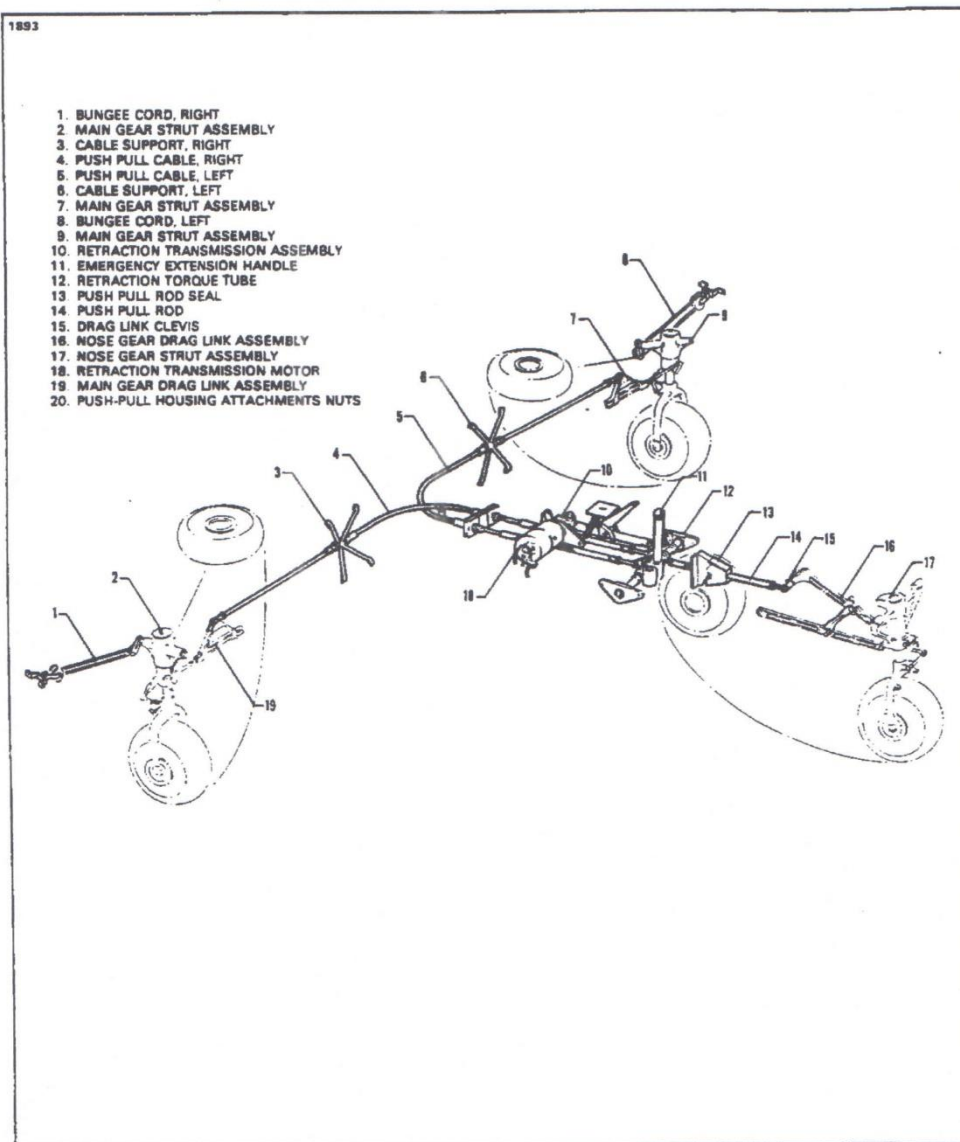 1893
1. BUNGEE CORD, RIGHT
2. MAIN GEAR STRUT ASSEMBLY
3. CABLE SUPPORT, RIGHT
4. PUSH PULL CABLE, RIGHT
5. PUSH PULL CABLE, LEFT
6. CABLE SUPPORT, LEFT
7. MAIN GEAR STRUT ASSEMBLY
8. BUNGEE CORD, LEFT
9. MAIN GEAR STRUT ASSEMBLY
10. RETRACTION TRANSMISSION ASSEMBLY
11. EMERGENCY EXTENSION HANDLE
12. RETRACTION TORQUE TUBE
13. PUSH PULL ROD SEAL
14. PUSH PULL ROD
15. DRAG LINK CLEVIS
16. NOSE GEAR DRAG LINK ASSEMBLY
17. NOSE GEAR STRUT ASSEMBLY
18. RETRACTION TRANSMISSION MOTOR
19. MAIN GEAR DRAG LINK ASSEMBLY
20. PUSH-PULL HOUSING ATTACHMENTS NUTS
8
7
9
6
5
4
3
10
11
12
13
14
15
16
17
18
2
1
19